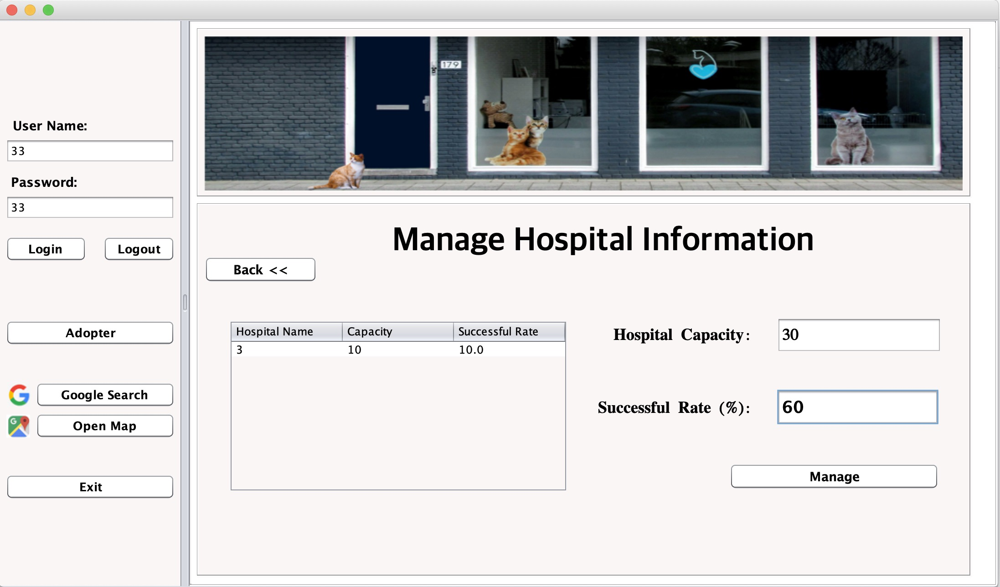 179
User Name:
33
Password:
33
Login
Logout
Adopter
Google Search
G
Open Map
Exit
Manage Hospital Information
Back <<
Hospital Name Capacity Successful Rate
3 10 10.0
Hospital Capacity: 30
Successful Rate (%): 60
Manage